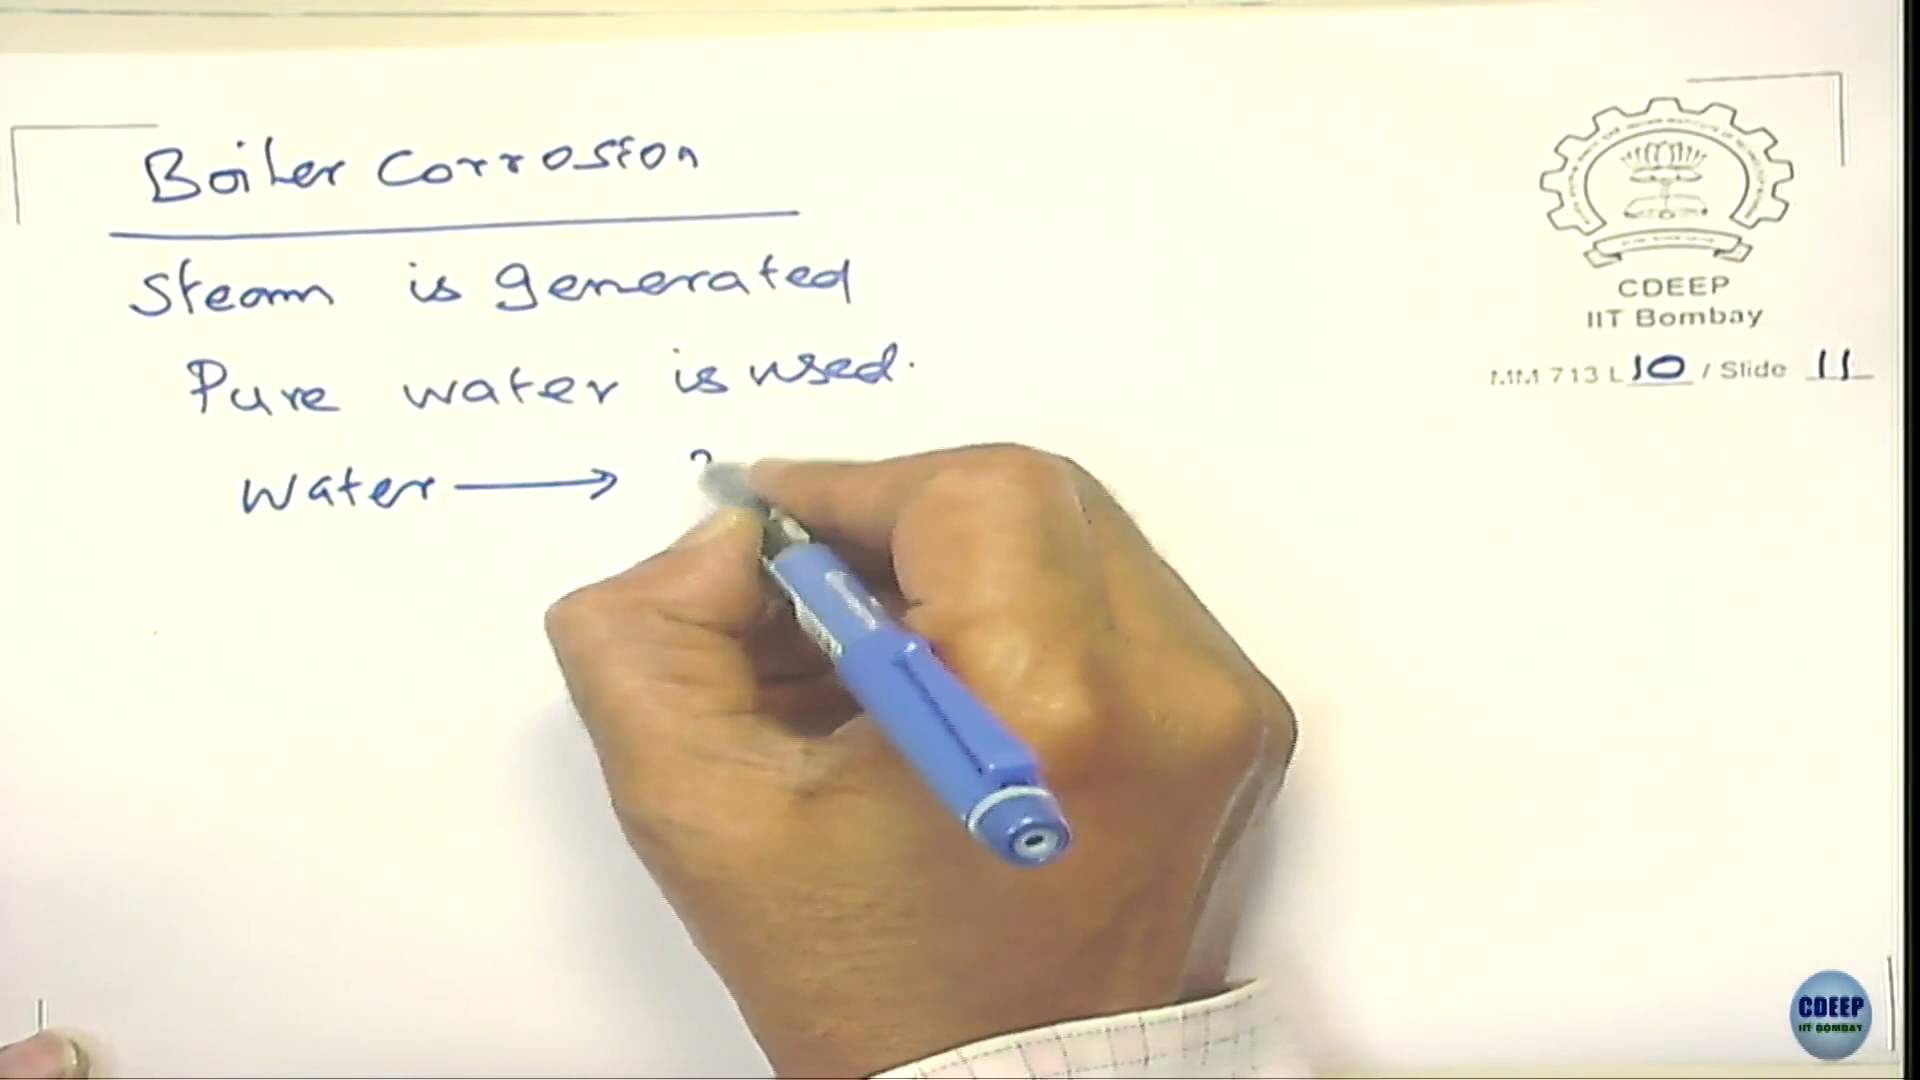 Boiler Corrosion
Steam is generated
Pure water is used.
Water →
CDEEP
IIT Bombay
MM 713 L 10 / Slide 11
CDEEP
IIT BOMBAY